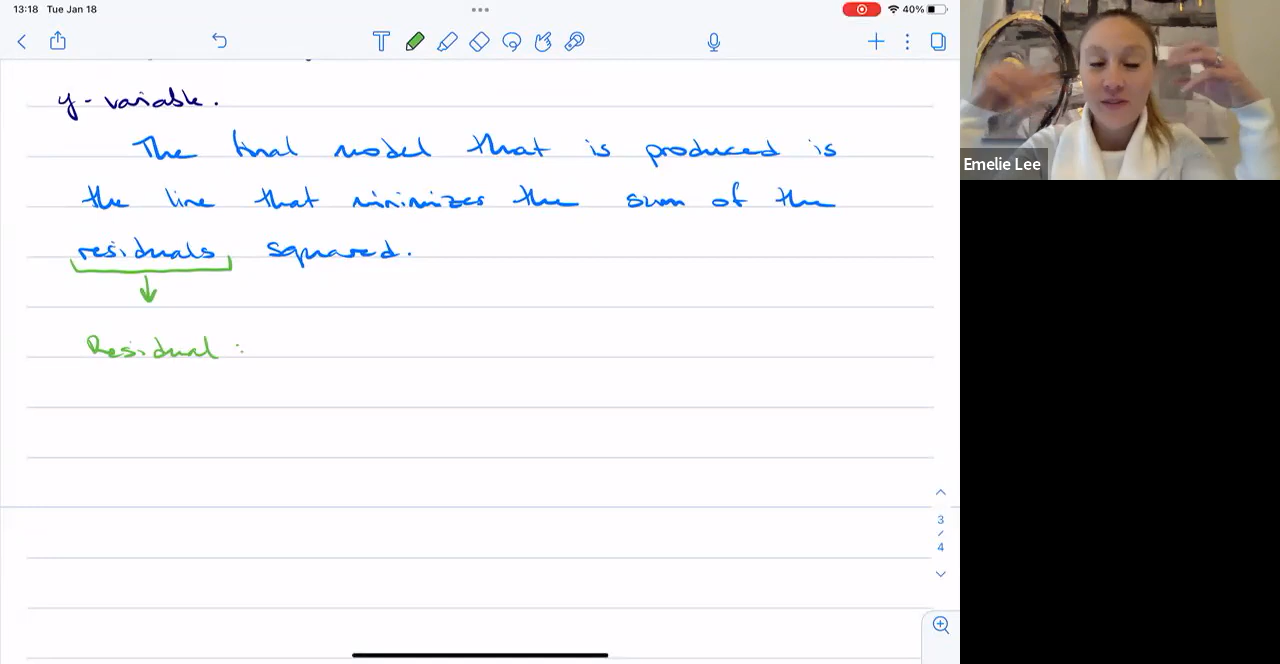 13:18 Tue Jan 18
40%
T
y-variable.
The final model that is produced is
the line that minimizes the sum of the
residuals squared.
Residual :
3
/
4
Emelie Lee